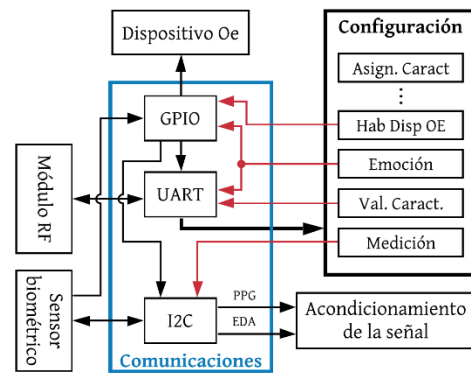 Dispositivo Oe
Configuración
Asign. Caract
⋮
GPIO
Hab Disp OE
Emoción
Módulo RF
UART
Val. Caract.
Medición
Sensor
biométrico
I2C
PPG
EDA
Acondicionamiento
de la señal
Comunicaciones